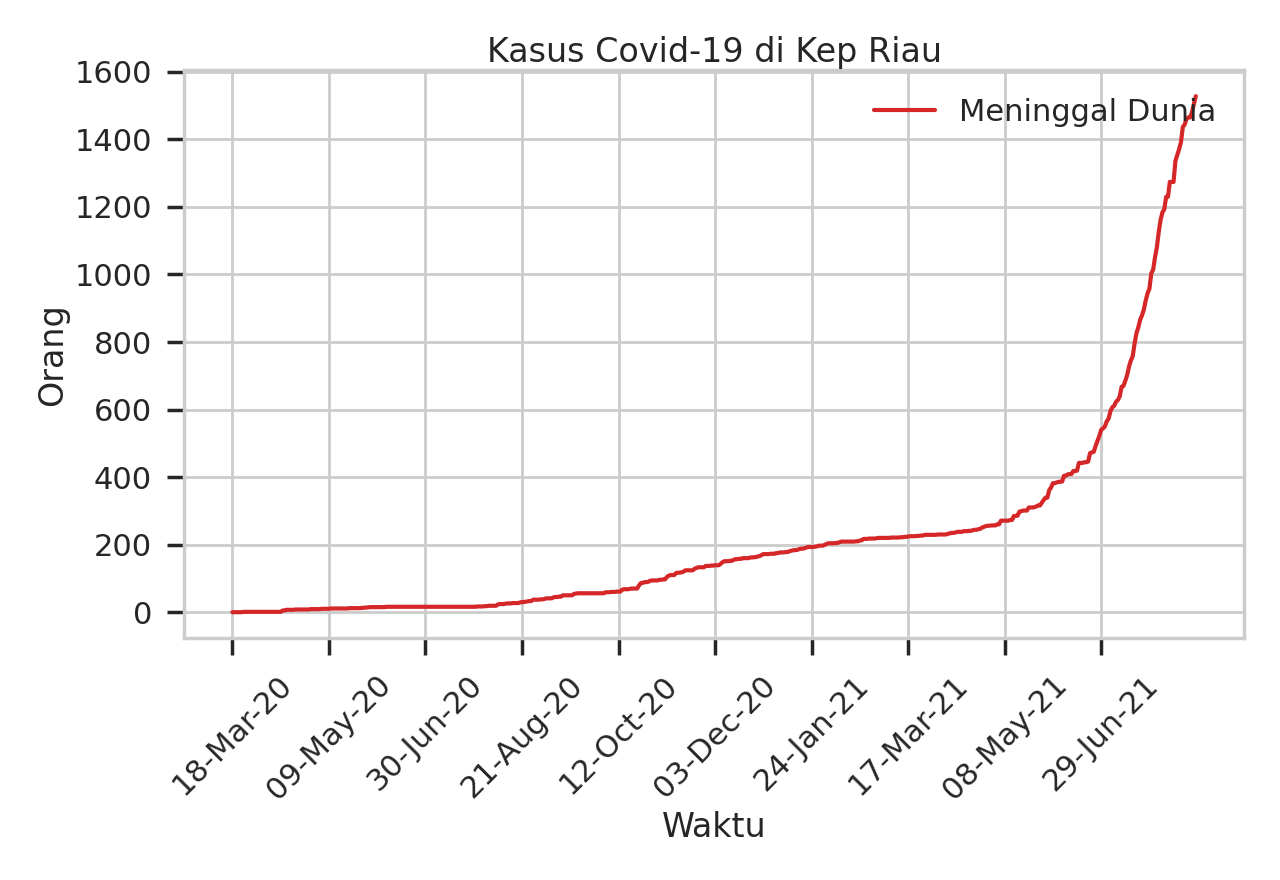 Kasus Covid-19 di Kep Riau
Meninggal Dunia
1600
1400
1200
1000
800
600
400
200
0
Orang
18-Mar-20
09-May-20
30-Jun-20
21-Aug-20
12-Oct-20
03-Dec-20
24-Jan-21
17-Mar-21
08-May-21
29-Jun-21
Waktu